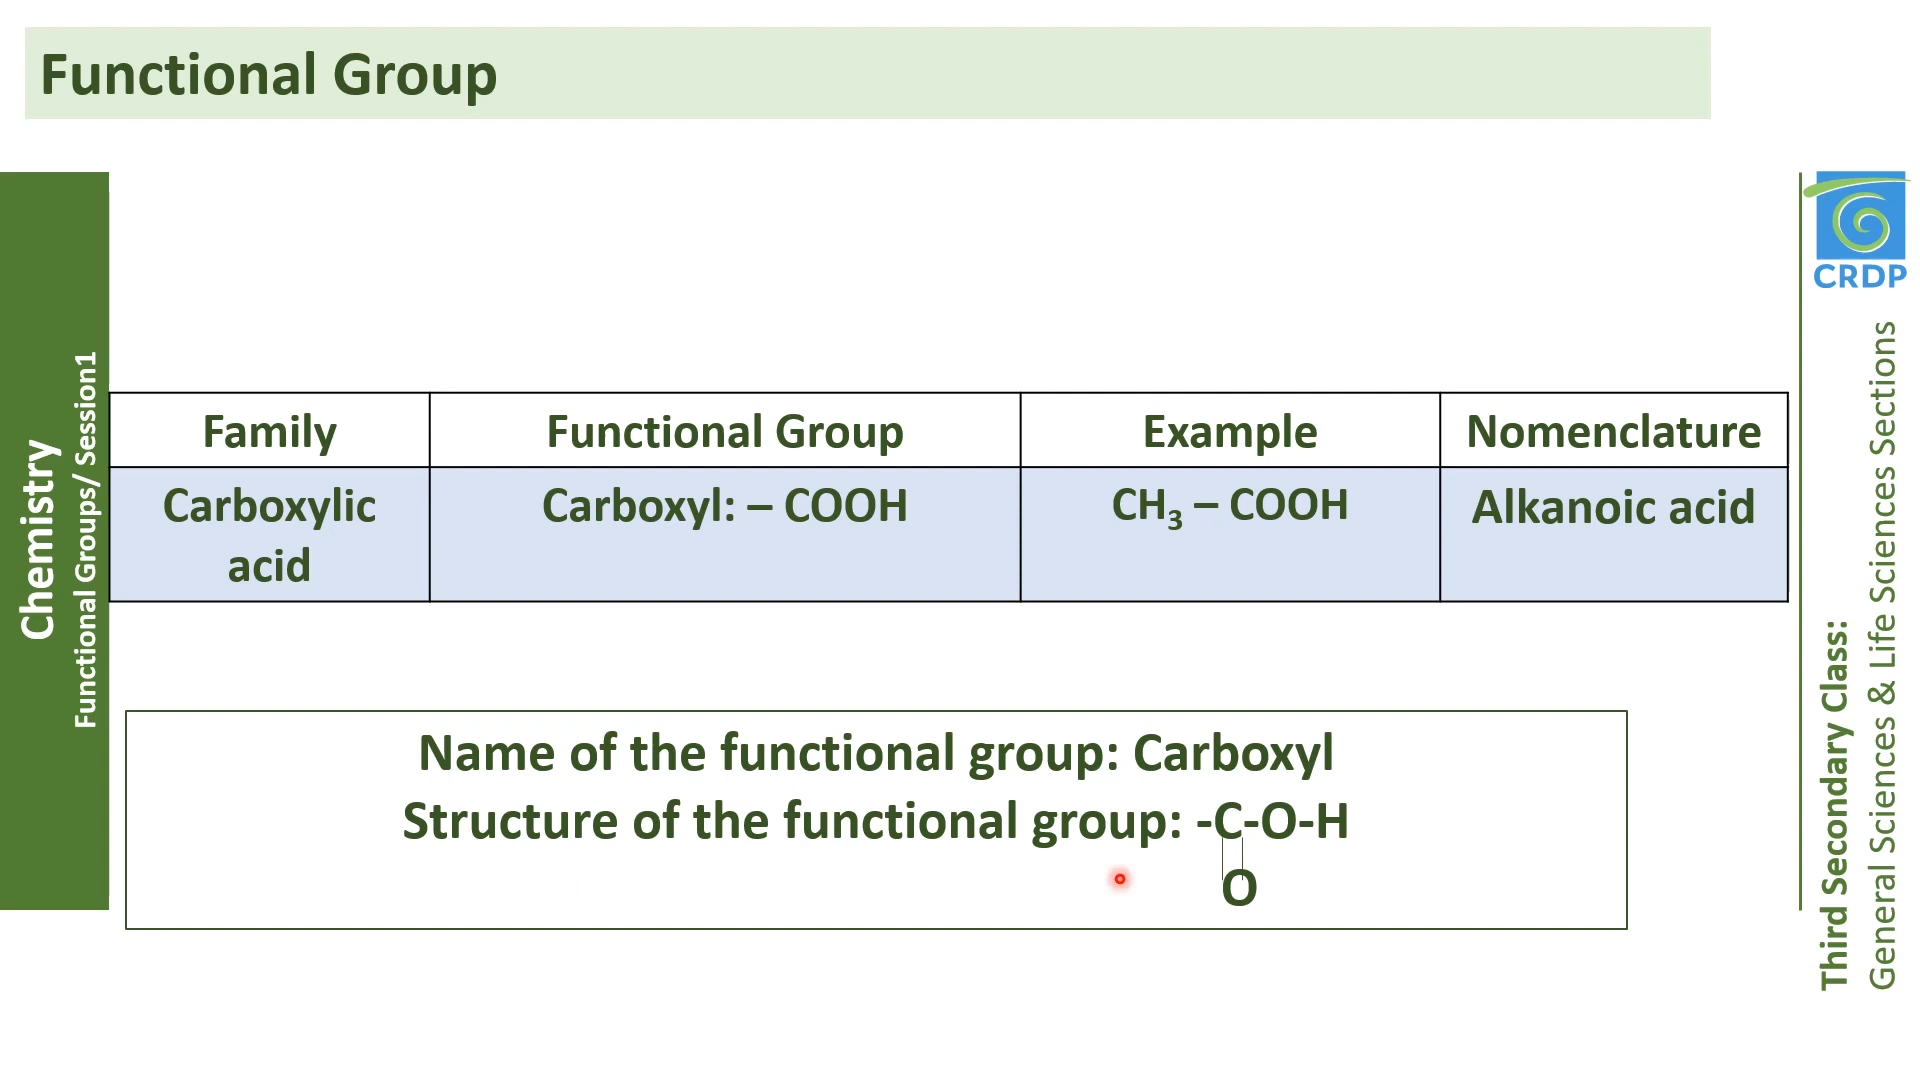 Functional Group
Chemistry
Functional Groups/ Session1
Family
Functional Group
Example
Nomenclature
Carboxylic
acid
Carboxyl: – COOH
CH₃ – COOH
Alkanoic acid
Name of the functional group: Carboxyl
Structure of the functional group: -C-O-H
O
CRDP
Third Secondary Class:
General Sciences & Life Sciences Sections